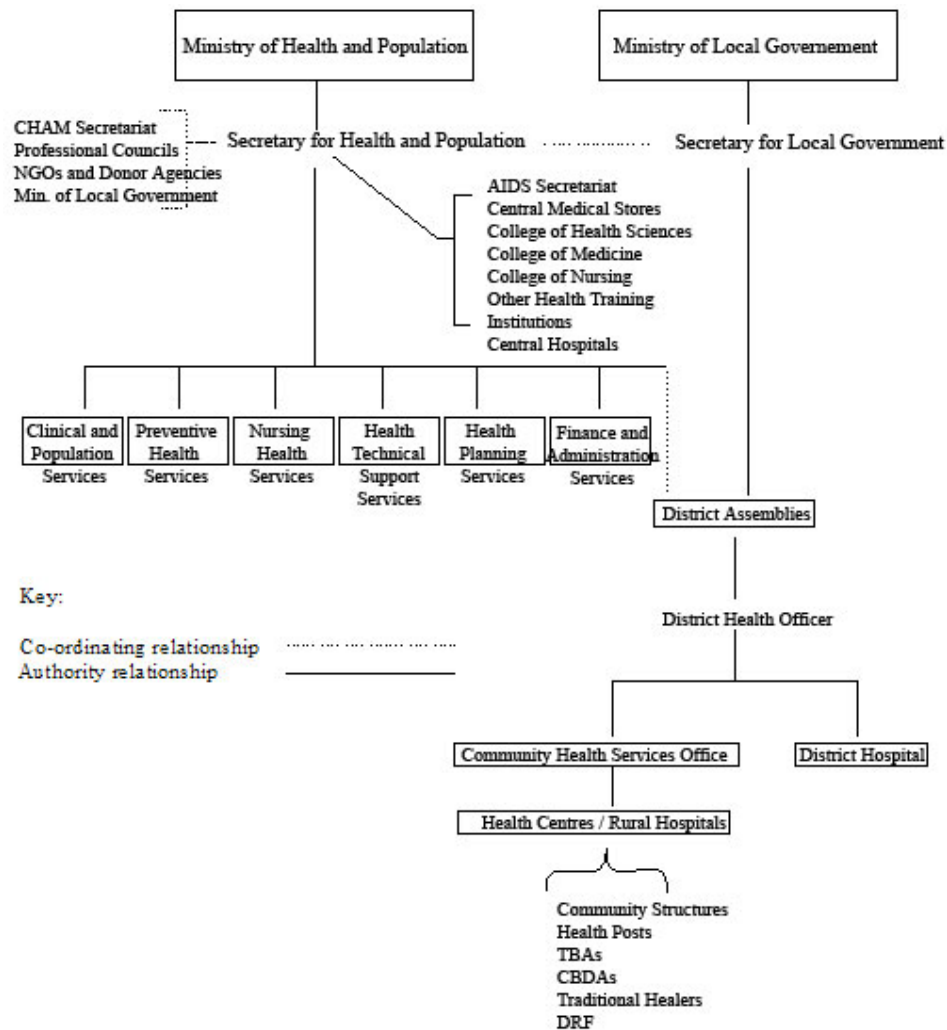 Ministry of Health and Population
Ministry of Local Governement
CHAM Secretariat
Professional Councils
NGOs and Donor Agencies
Min. of Local Government
Secretary for Health and Population
Secretary for Local Government
AIDS Secretariat
Central Medical Stores
College of Health Sciences
College of Medicine
College of Nursing
Other Health Training
Institutions
Central Hospitals
Clinical and
Population
Services
Preventive
Health
Services
Nursing
Health
Services
Health
Technical
Support
Services
Health
Planning
Services
Finance and
Administration
Services
District Assemblies
Key:
Co-ordinating relationship
Authority relationship
District Health Officer
Community Health Services Office
District Hospital
Health Centres / Rural Hospitals
Community Structures
Health Posts
TBAs
CBDAs
Traditional Healers
DRF